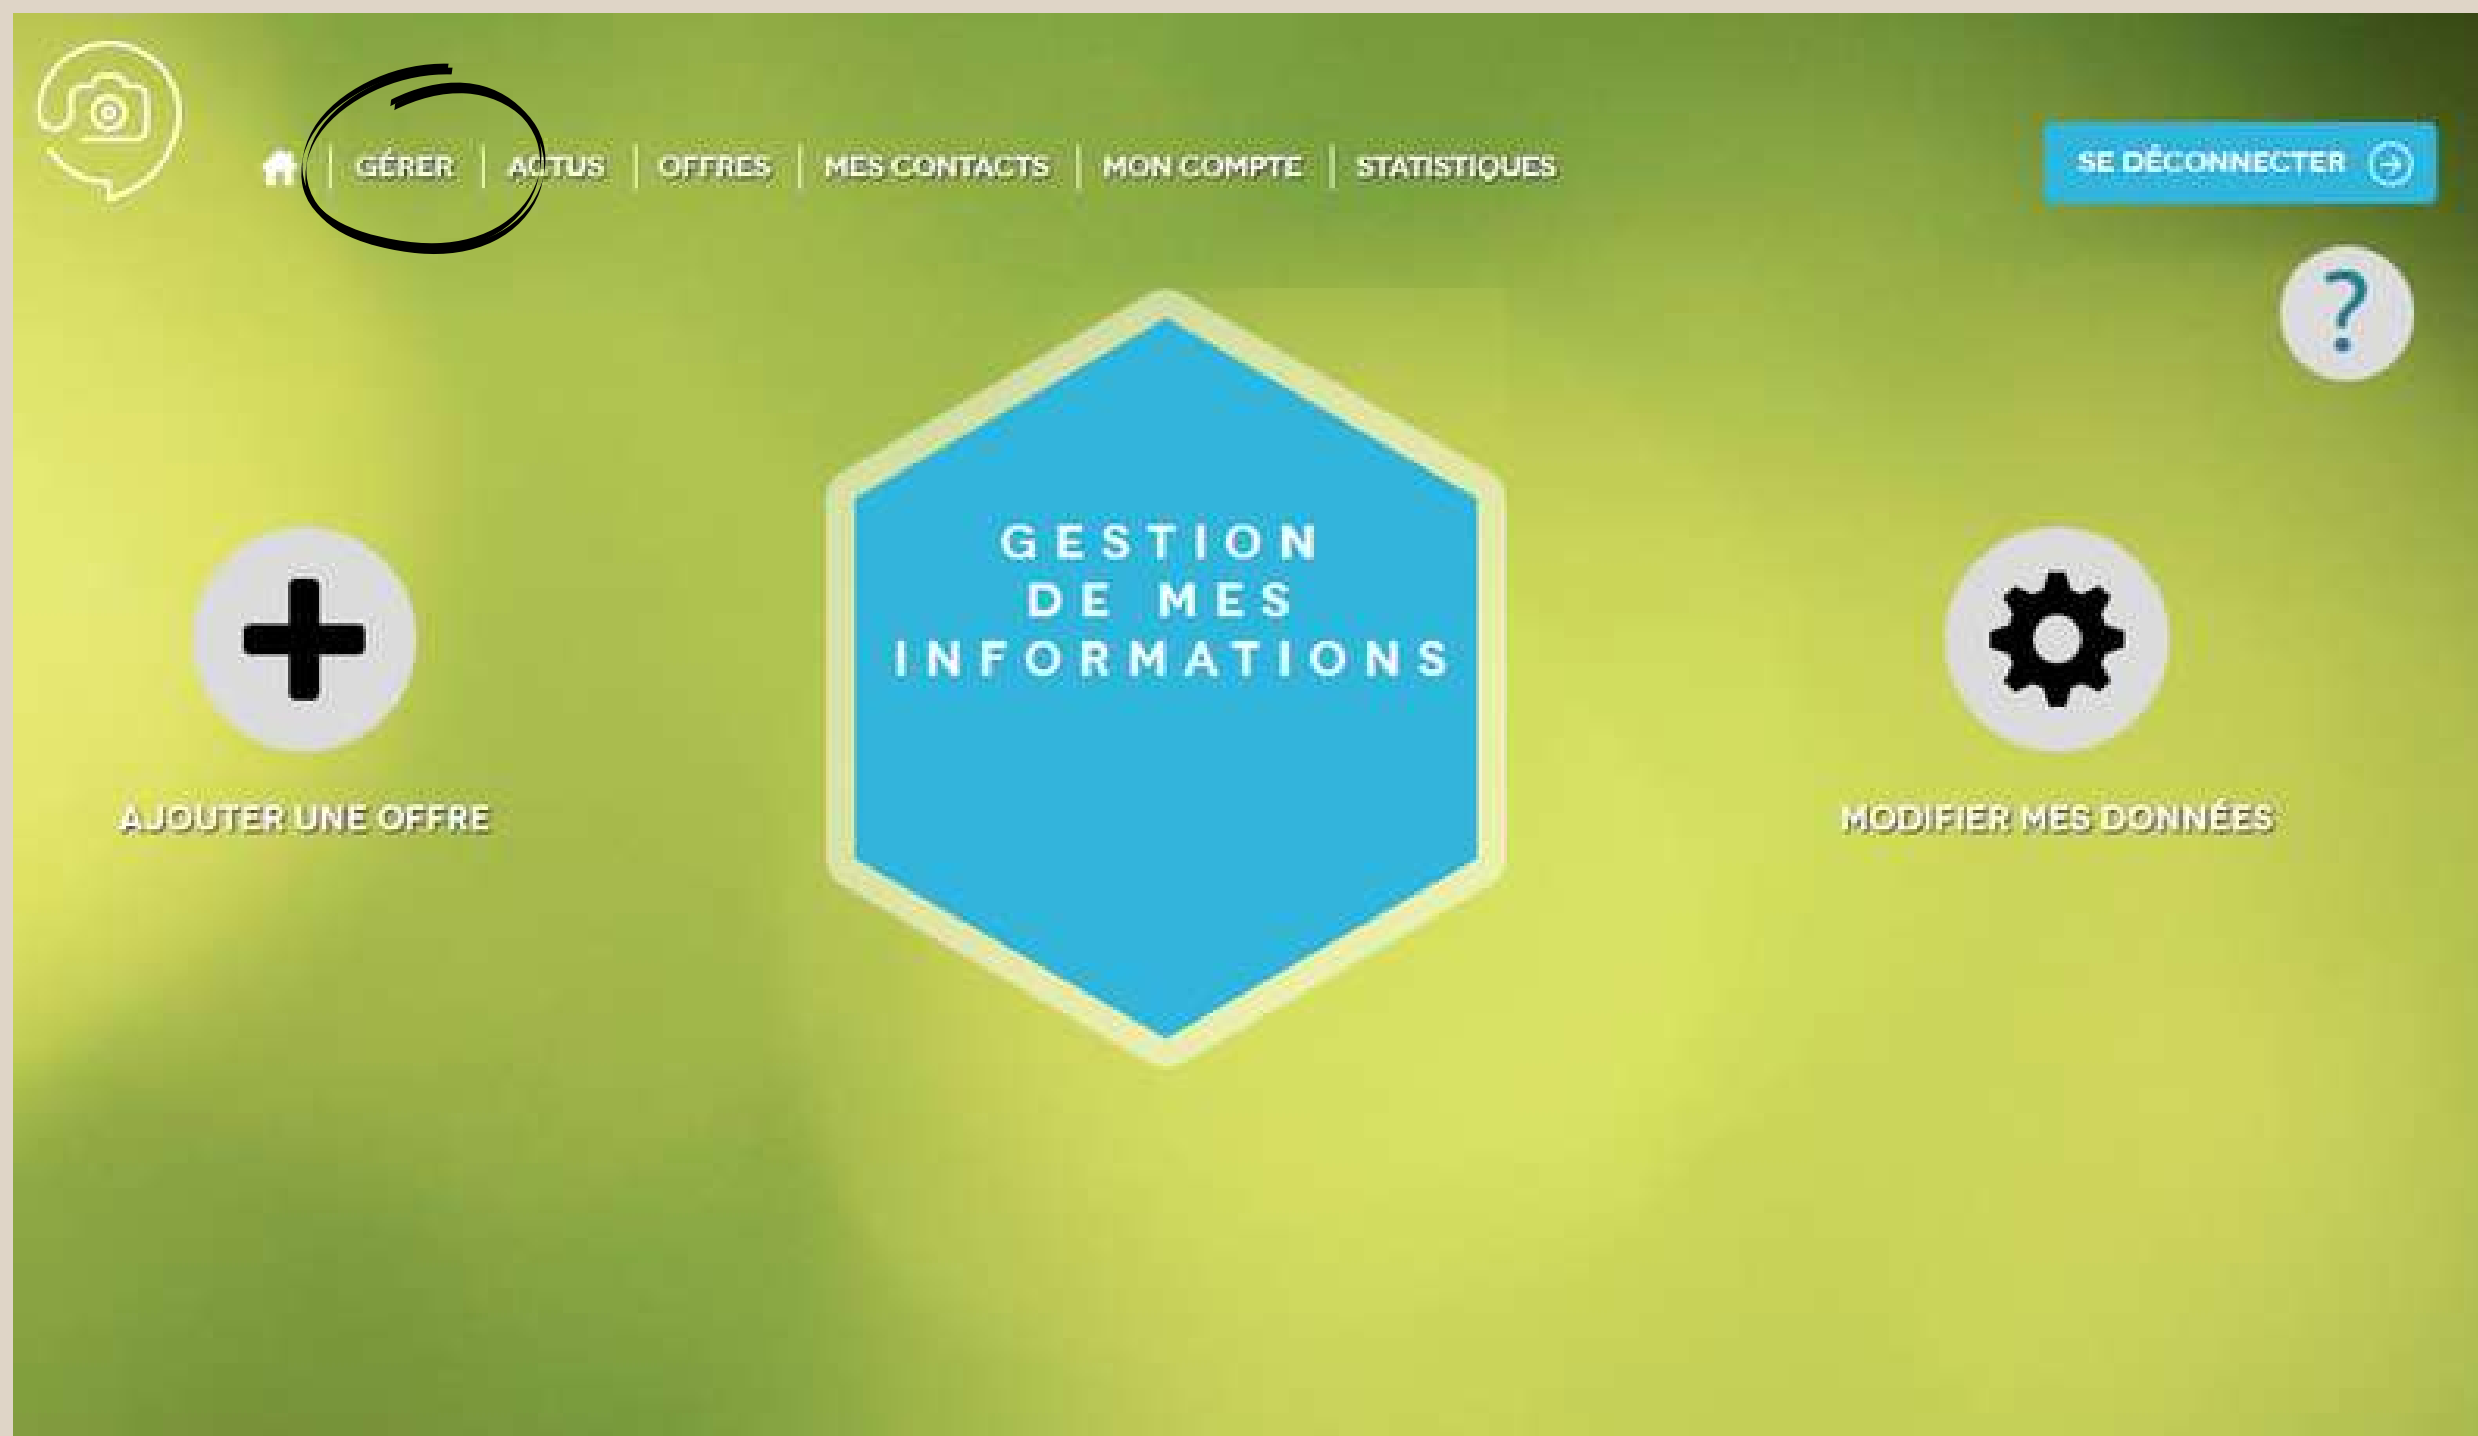 GÉRER ACTUS OFFRES MES CONTACTS MON COMPTE STATISTIQUES
SE DÉCONNECTER
?
GESTION
DE MES
INFORMATIONS
AJOUTER UNE OFFRE
MODIFIER MES DONNÉES